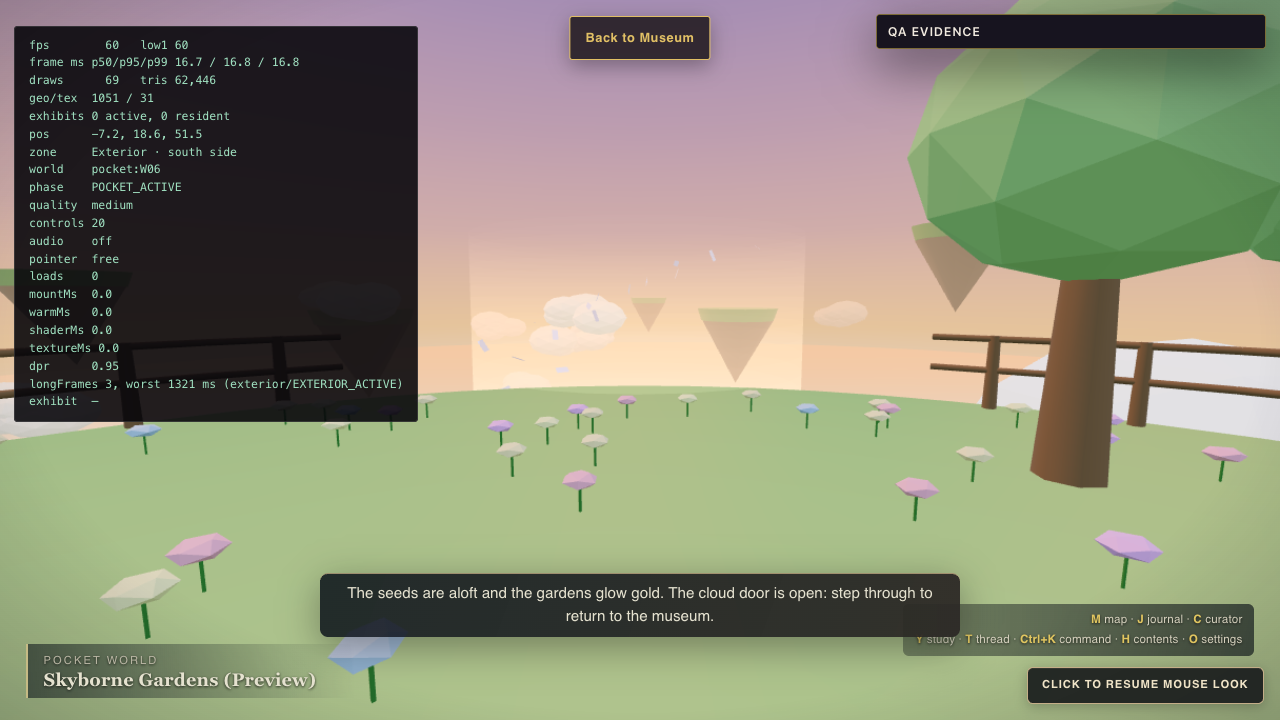 fps 60 low1 60
frame ms p50/p95/p99 16.7 / 16.8 / 16.8
draws 69 tris 62,446
geo/tex 1051 / 31
exhibits 0 active, 0 resident
pos −7.2, 18.6, 51.5
zone Exterior · south side
world pocket:W06
phase POCKET_ACTIVE
quality medium
controls 20
audio off
pointer free
loads 0
mountMs 0.0
warmMs 0.0
shaderMs 0.0
textureMs 0.0
dpr 0.95
longFrames 3, worst 1321 ms (exterior/EXTERIOR_ACTIVE)
exhibit —
Back to Museum
QA EVIDENCE
The seeds are aloft and the gardens glow gold. The cloud door is open: step through to
return to the museum.
M map · J journal · C curator
Y study · T thread · Ctrl+K command · H contents · O settings
POCKET WORLD
Skyborne Gardens (Preview)
CLICK TO RESUME MOUSE LOOK